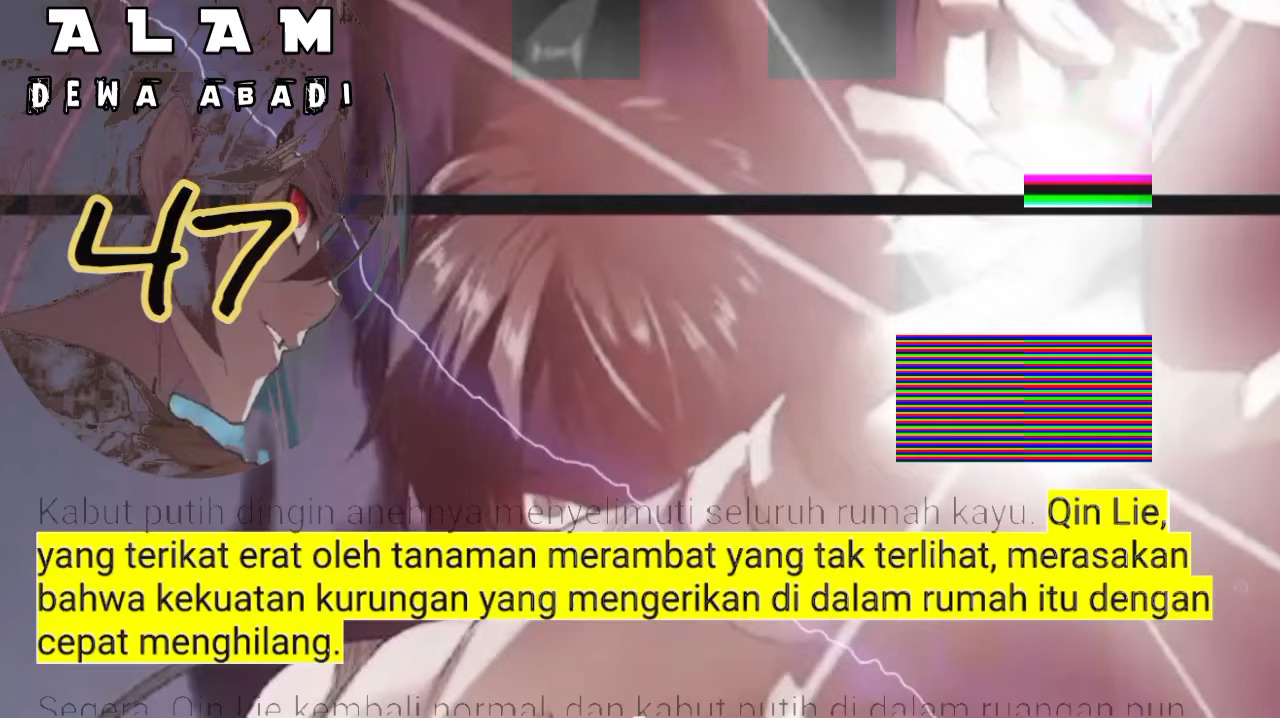 ALAM
DEWA ABADI
47
Kabut putih dingin anehnya menyelimuti seluruh rumah kayu. Qin Lie,
yang terikat erat oleh tanaman merambat yang tak terlihat, merasakan
bahwa kekuatan kurungan yang mengerikan di dalam rumah itu dengan
cepat menghilang.
Segera, Qin Lie kembali normal, dan kabut putih di dalam ruangan pun